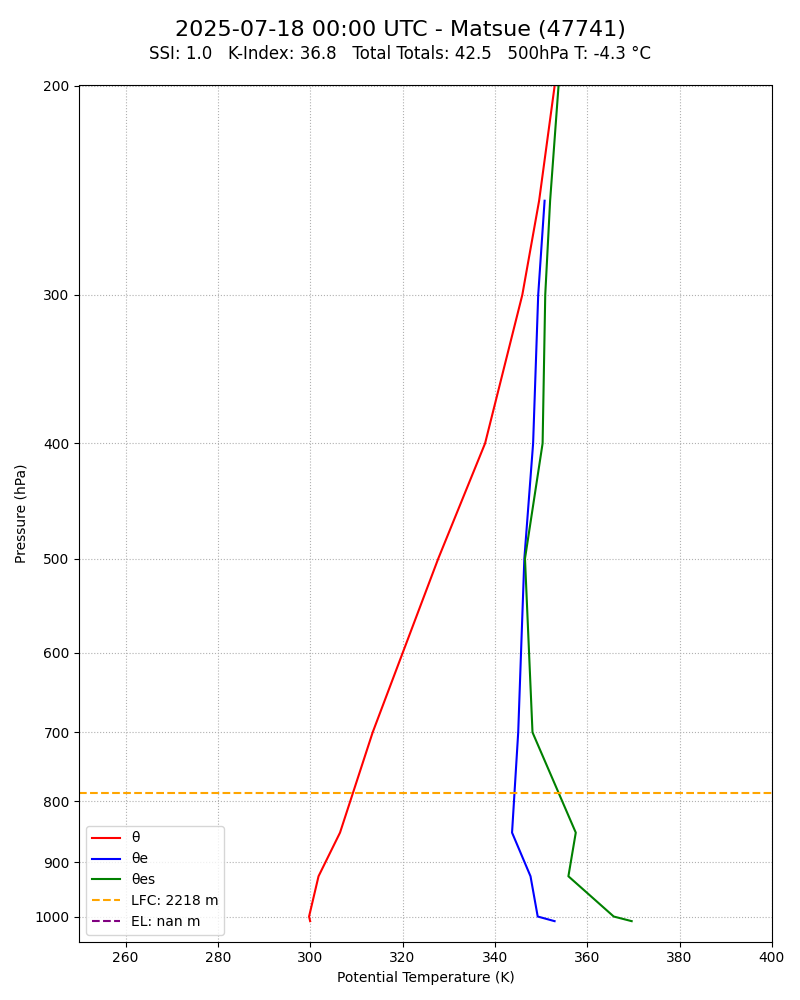 2025-07-18 00:00 UTC - Matsue (47741)
SSI: 1.0   K-Index: 36.8   Total Totals: 42.5   500hPa T: -4.3 °C
200
300
400
500
600
700
800
900
1000
Pressure (hPa)
θ
θe
θes
LFC: 2218 m
EL: nan m
260 280 300 320 340 360 380 400
Potential Temperature (K)